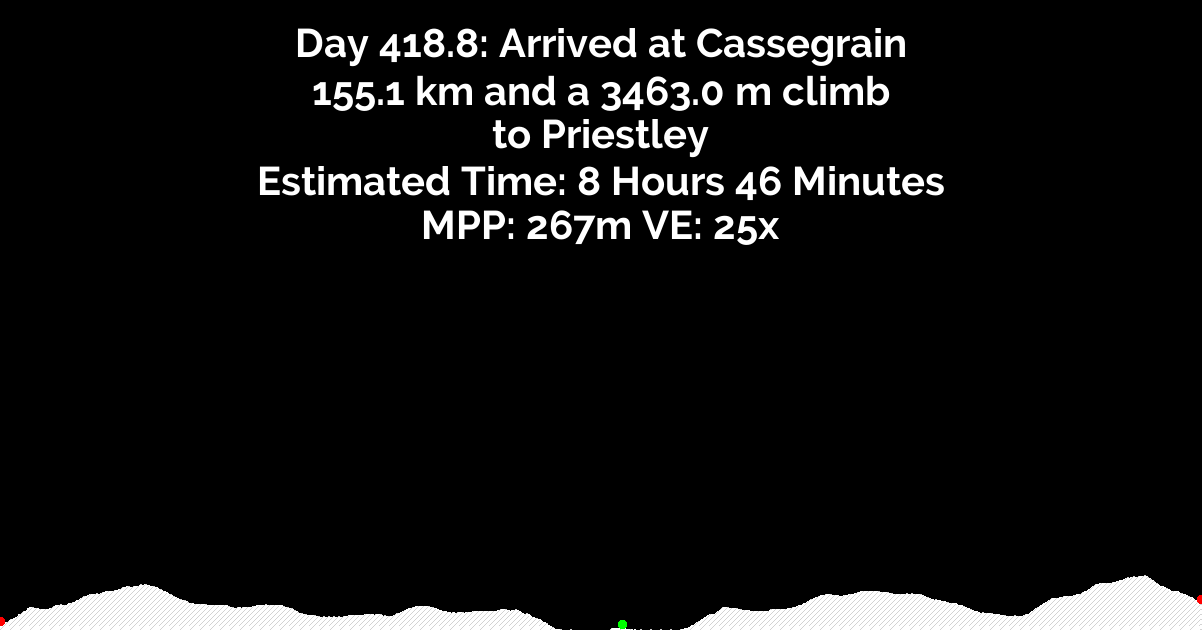 Day 418.8: Arrived at Cassegrain
155.1 km and a 3463.0 m climb
to Priestley
Estimated Time: 8 Hours 46 Minutes
MPP: 267m VE: 25x